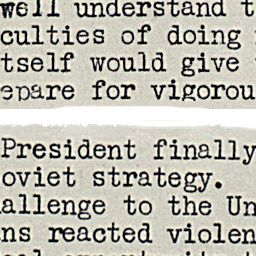 well understand t
culties of doing
tself would give
epare for vigorou
President finally
oviet strategy.
allenge to the Un
ns reacted violen